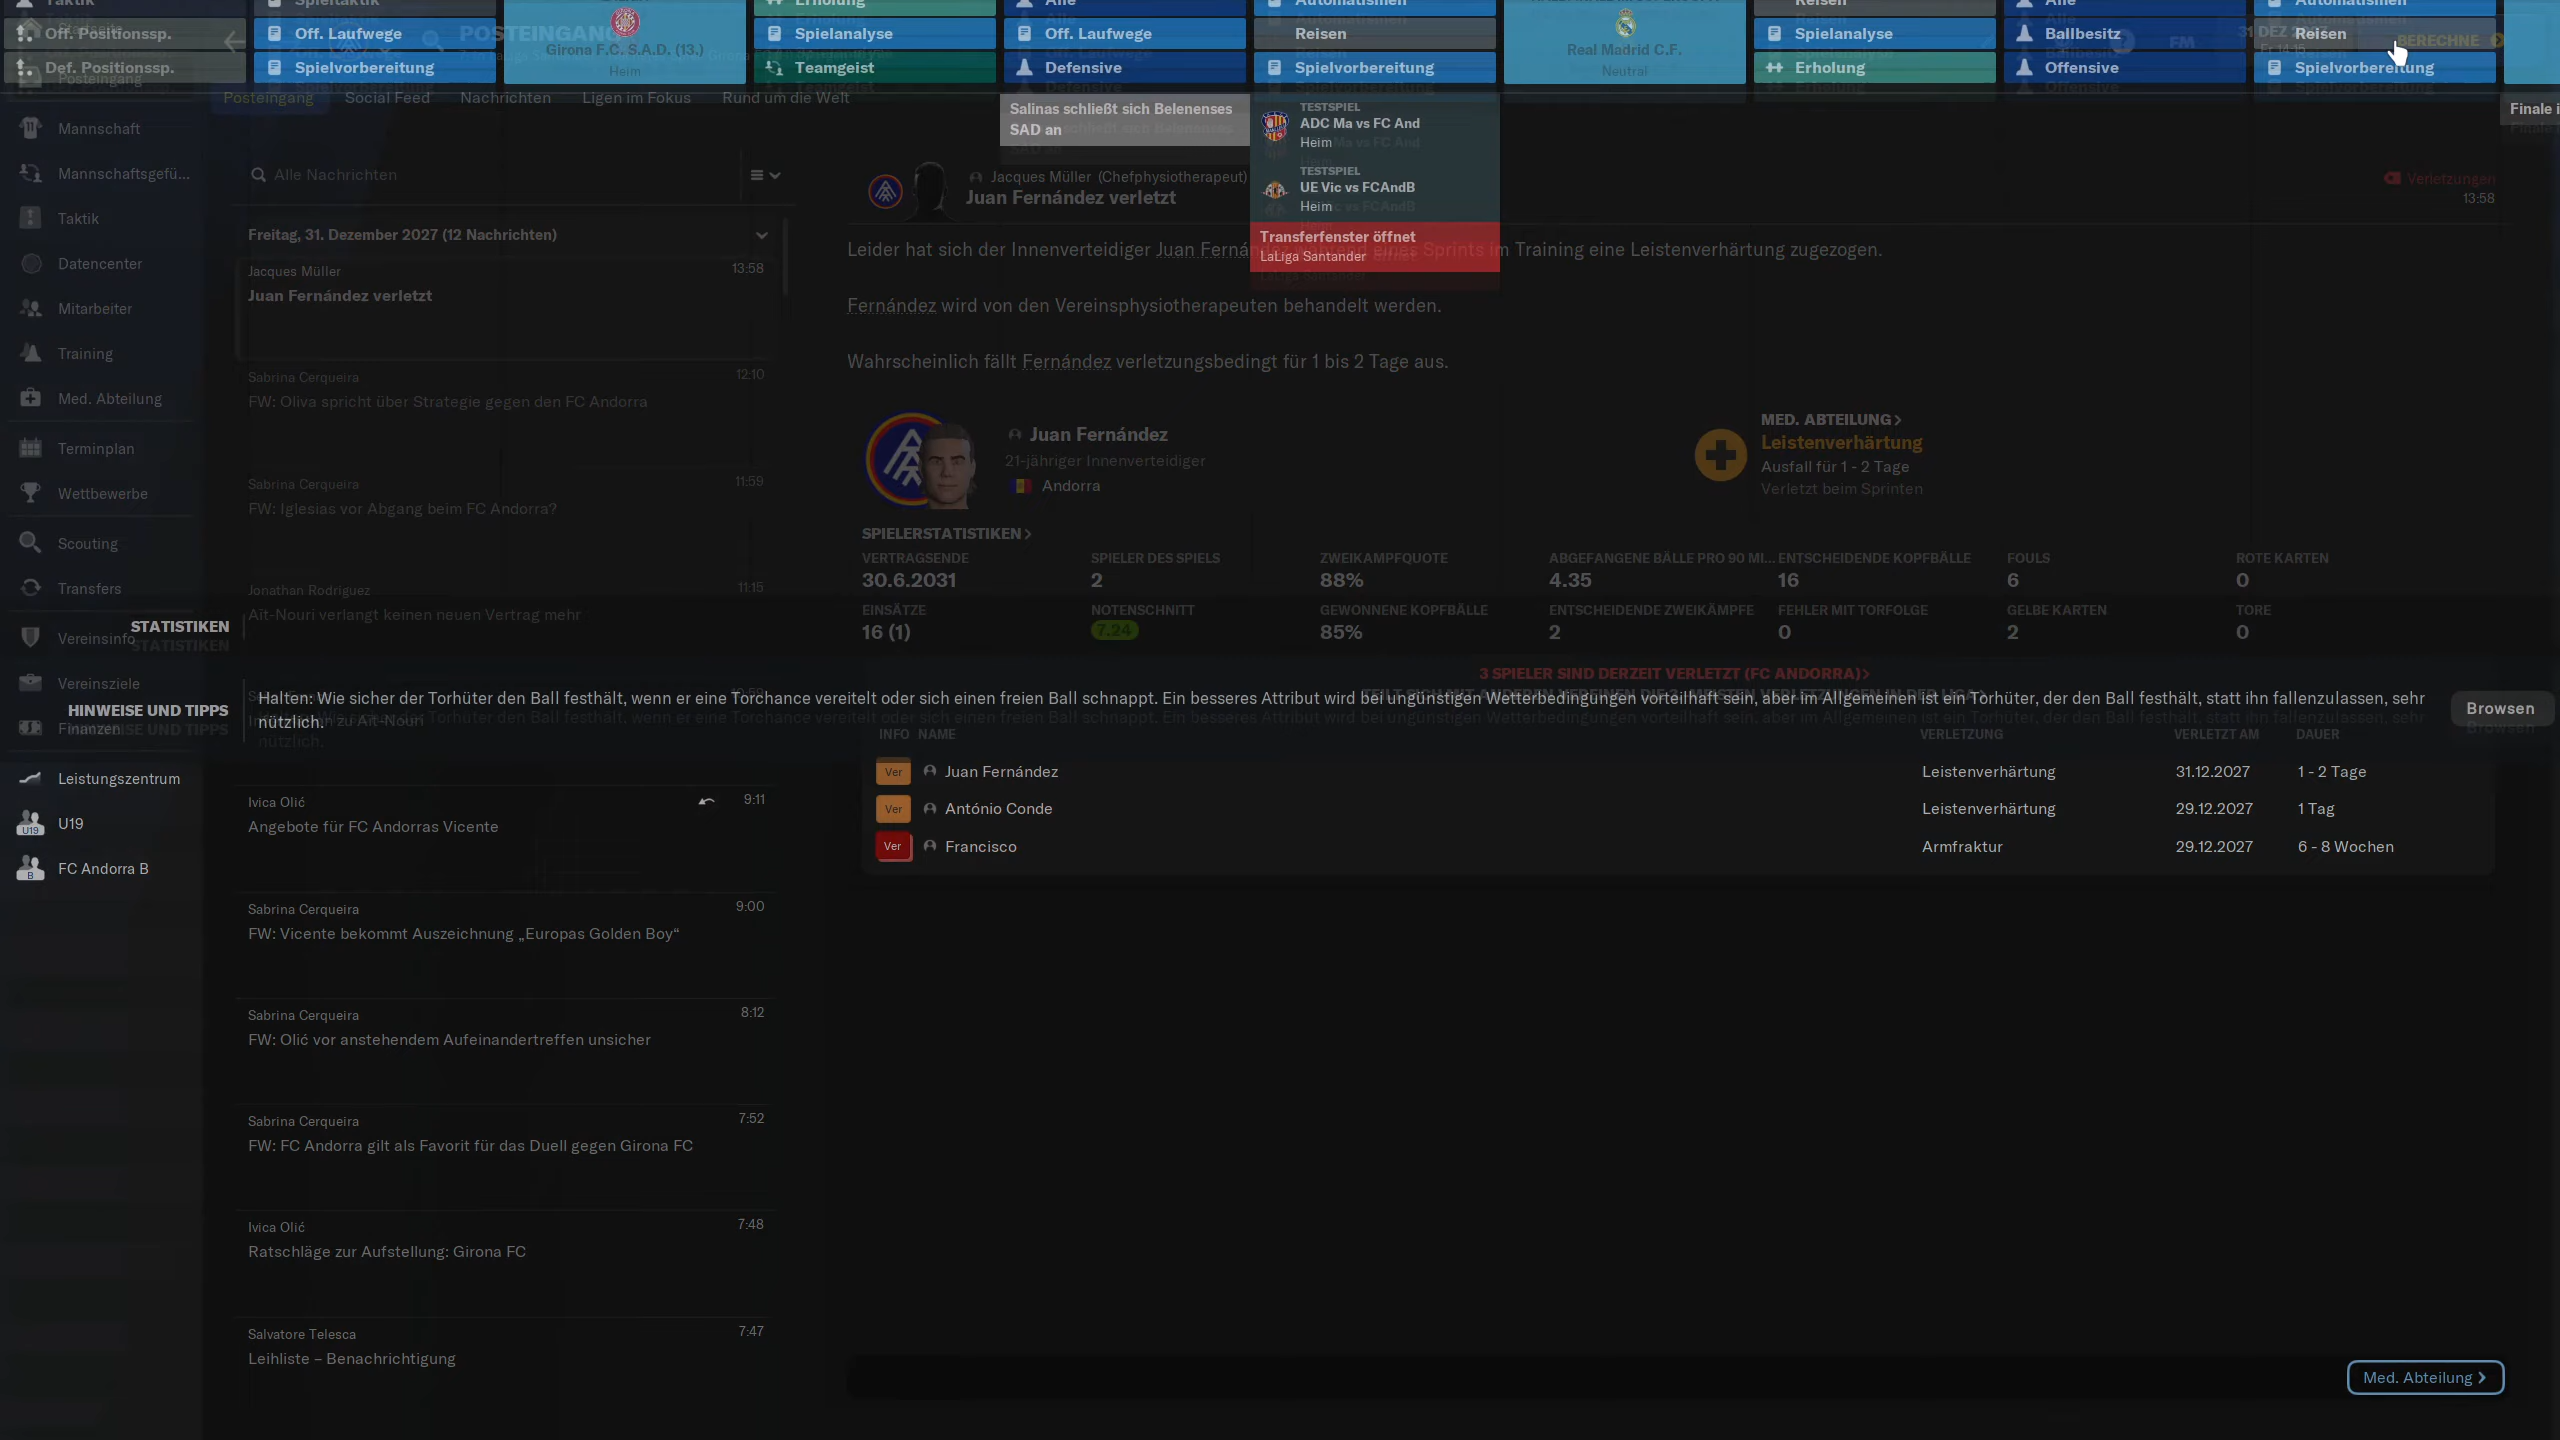 Off. Positionssp.
Off. Laufwege
Girona F.C. S.A.D. (13.)
Heim
Spielanalyse
Off. Laufwege
Reisen
Real Madrid C.F.
Neutral
Spielanalyse
Ballbesitz
Reisen
Def. Positionssp.
Spielvorbereitung
Teamgeist
Defensive
Spielvorbereitung
Erholung
Offensive
Spielvorbereitung
POSTEINGANG
FM
BERECHNE
Posteingang
Social Feed
Nachrichten
Ligen im Fokus
Rund um die Welt
Salinas schließt sich Belenenses
SAD an
TESTSPIEL
ADC Ma vs FC And
Heim
TESTSPIEL
UE Vic vs FCAndB
Heim
Transferfenster öffnet
LaLiga Santander
Finale i
Mannschaft
Mannschaftsgefü...
Taktik
Datencenter
Mitarbeiter
Training
Med. Abteilung
Terminplan
Wettbewerbe
Scouting
Transfers
Vereinsinfo
Vereinsziele
Finanzen
Leistungszentrum
U19
FC Andorra B
Alle Nachrichten
Freitag, 31. Dezember 2027 (12 Nachrichten)
Jacques Müller
13:58
Juan Fernández verletzt
Sabrina Cerqueira
12:10
FW: Oliva spricht über Strategie gegen den FC Andorra
Sabrina Cerqueira
11:59
FW: Iglesias vor Abgang beim FC Andorra?
Jonathan Rodriguez
11:15
Aït-Nouri verlangt keinen neuen Vertrag mehr
Ivica Olić
9:11
Angebote für FC Andorras Vicente
Sabrina Cerqueira
9:00
FW: Vicente bekommt Auszeichnung „Europas Golden Boy“
Sabrina Cerqueira
8:12
FW: Olić vor anstehendem Aufeinandertreffen unsicher
Sabrina Cerqueira
7:52
FW: FC Andorra gilt als Favorit für das Duell gegen Girona FC
Ivica Olić
7:48
Ratschläge zur Aufstellung: Girona FC
Salvatore Telesca
7:47
Leihliste – Benachrichtigung
Jacques Müller (Chefphysiotherapeut)
Juan Fernández verletzt
Verletzungen
13:58
Leider hat sich der Innenverteidiger Juan Fernández während eines Sprints im Training eine Leistenverhärtung zugezogen.
Fernández wird von den Vereinsphysiotherapeuten behandelt werden.
Wahrscheinlich fällt Fernández verletzungsbedingt für 1 bis 2 Tage aus.
Juan Fernández
21-jähriger Innenverteidiger
Andorra
MED. ABTEILUNG
Leistenverhärtung
Ausfall für 1 - 2 Tage
Verletzt beim Sprinten
SPIELERSTATISTIKEN
VERTRAGSENDE
SPIELER DES SPIELS
ZWEIKAMPFQUOTE
ABGEFANGENE BÄLLE PRO 90 MI...
ENTSCHEIDENDE KOPFBÄLLE
FOULS
ROTE KARTEN
30.6.2031
2
88%
4.35
16
6
0
EINSÄTZE
NOTENSCHNITT
GEWONNENE KOPFBÄLLE
ENTSCHEIDENDE ZWEIKÄMPFE
FEHLER MIT TORFOLGE
GELBE KARTEN
TORE
16 (1)
7.24
85%
2
0
2
0
STATISTIKEN
3 SPIELER SIND DERZEIT VERLETZT (FC ANDORRA)
HINWEISE UND TIPPS
Halten: Wie sicher der Torhüter den Ball festhält, wenn er eine Torchance vereitelt oder sich einen freien Ball schnappt. Ein besseres Attribut wird bei ungünstigen Wetterbedingungen vorteilhaft sein, aber im Allgemeinen ist ein Torhüter, der den Ball festhält, statt ihn fallenzulassen, sehr
nützlich.
Browsen
INFO
NAME
VERLETZUNG
VERLETZT AM
DAUER
Ver
Juan Fernández
Leistenverhärtung
31.12.2027
1 - 2 Tage
Ver
António Conde
Leistenverhärtung
29.12.2027
1 Tag
Ver
Francisco
Armfraktur
29.12.2027
6 - 8 Wochen
Med. Abteilung